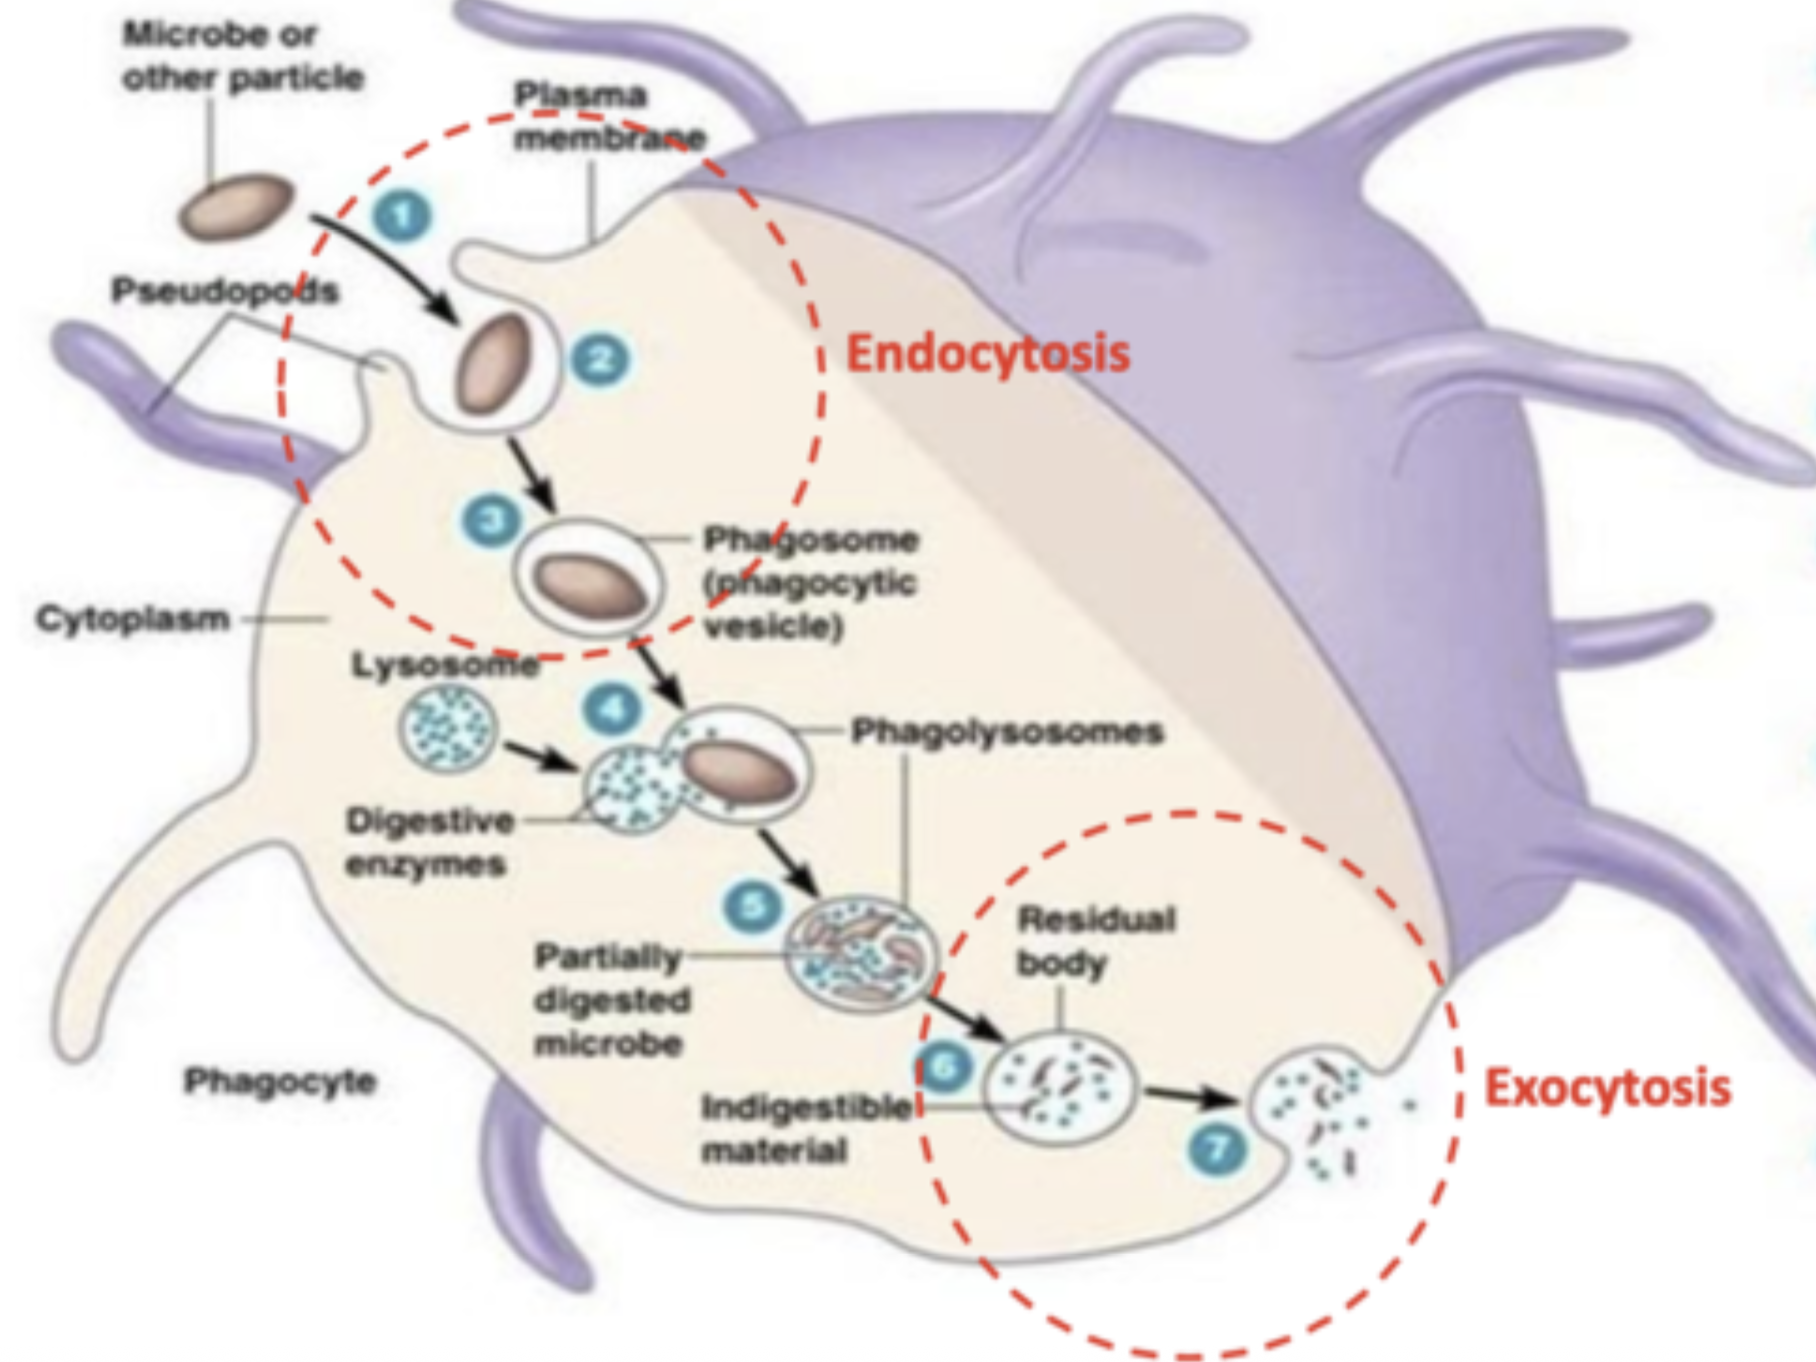 Microbe or
other particle
Plasma
membrane
1
Pseudopods
2
Endocytosis
3
Phagosome
(phagocytic
vesicle)
Cytoplasm
Lysosome
4
Phagolysosomes
Digestive
enzymes
5
Residual
body
Partially
digested
microbe
6
Phagocyte
Exocytosis
Indigestible
material
7